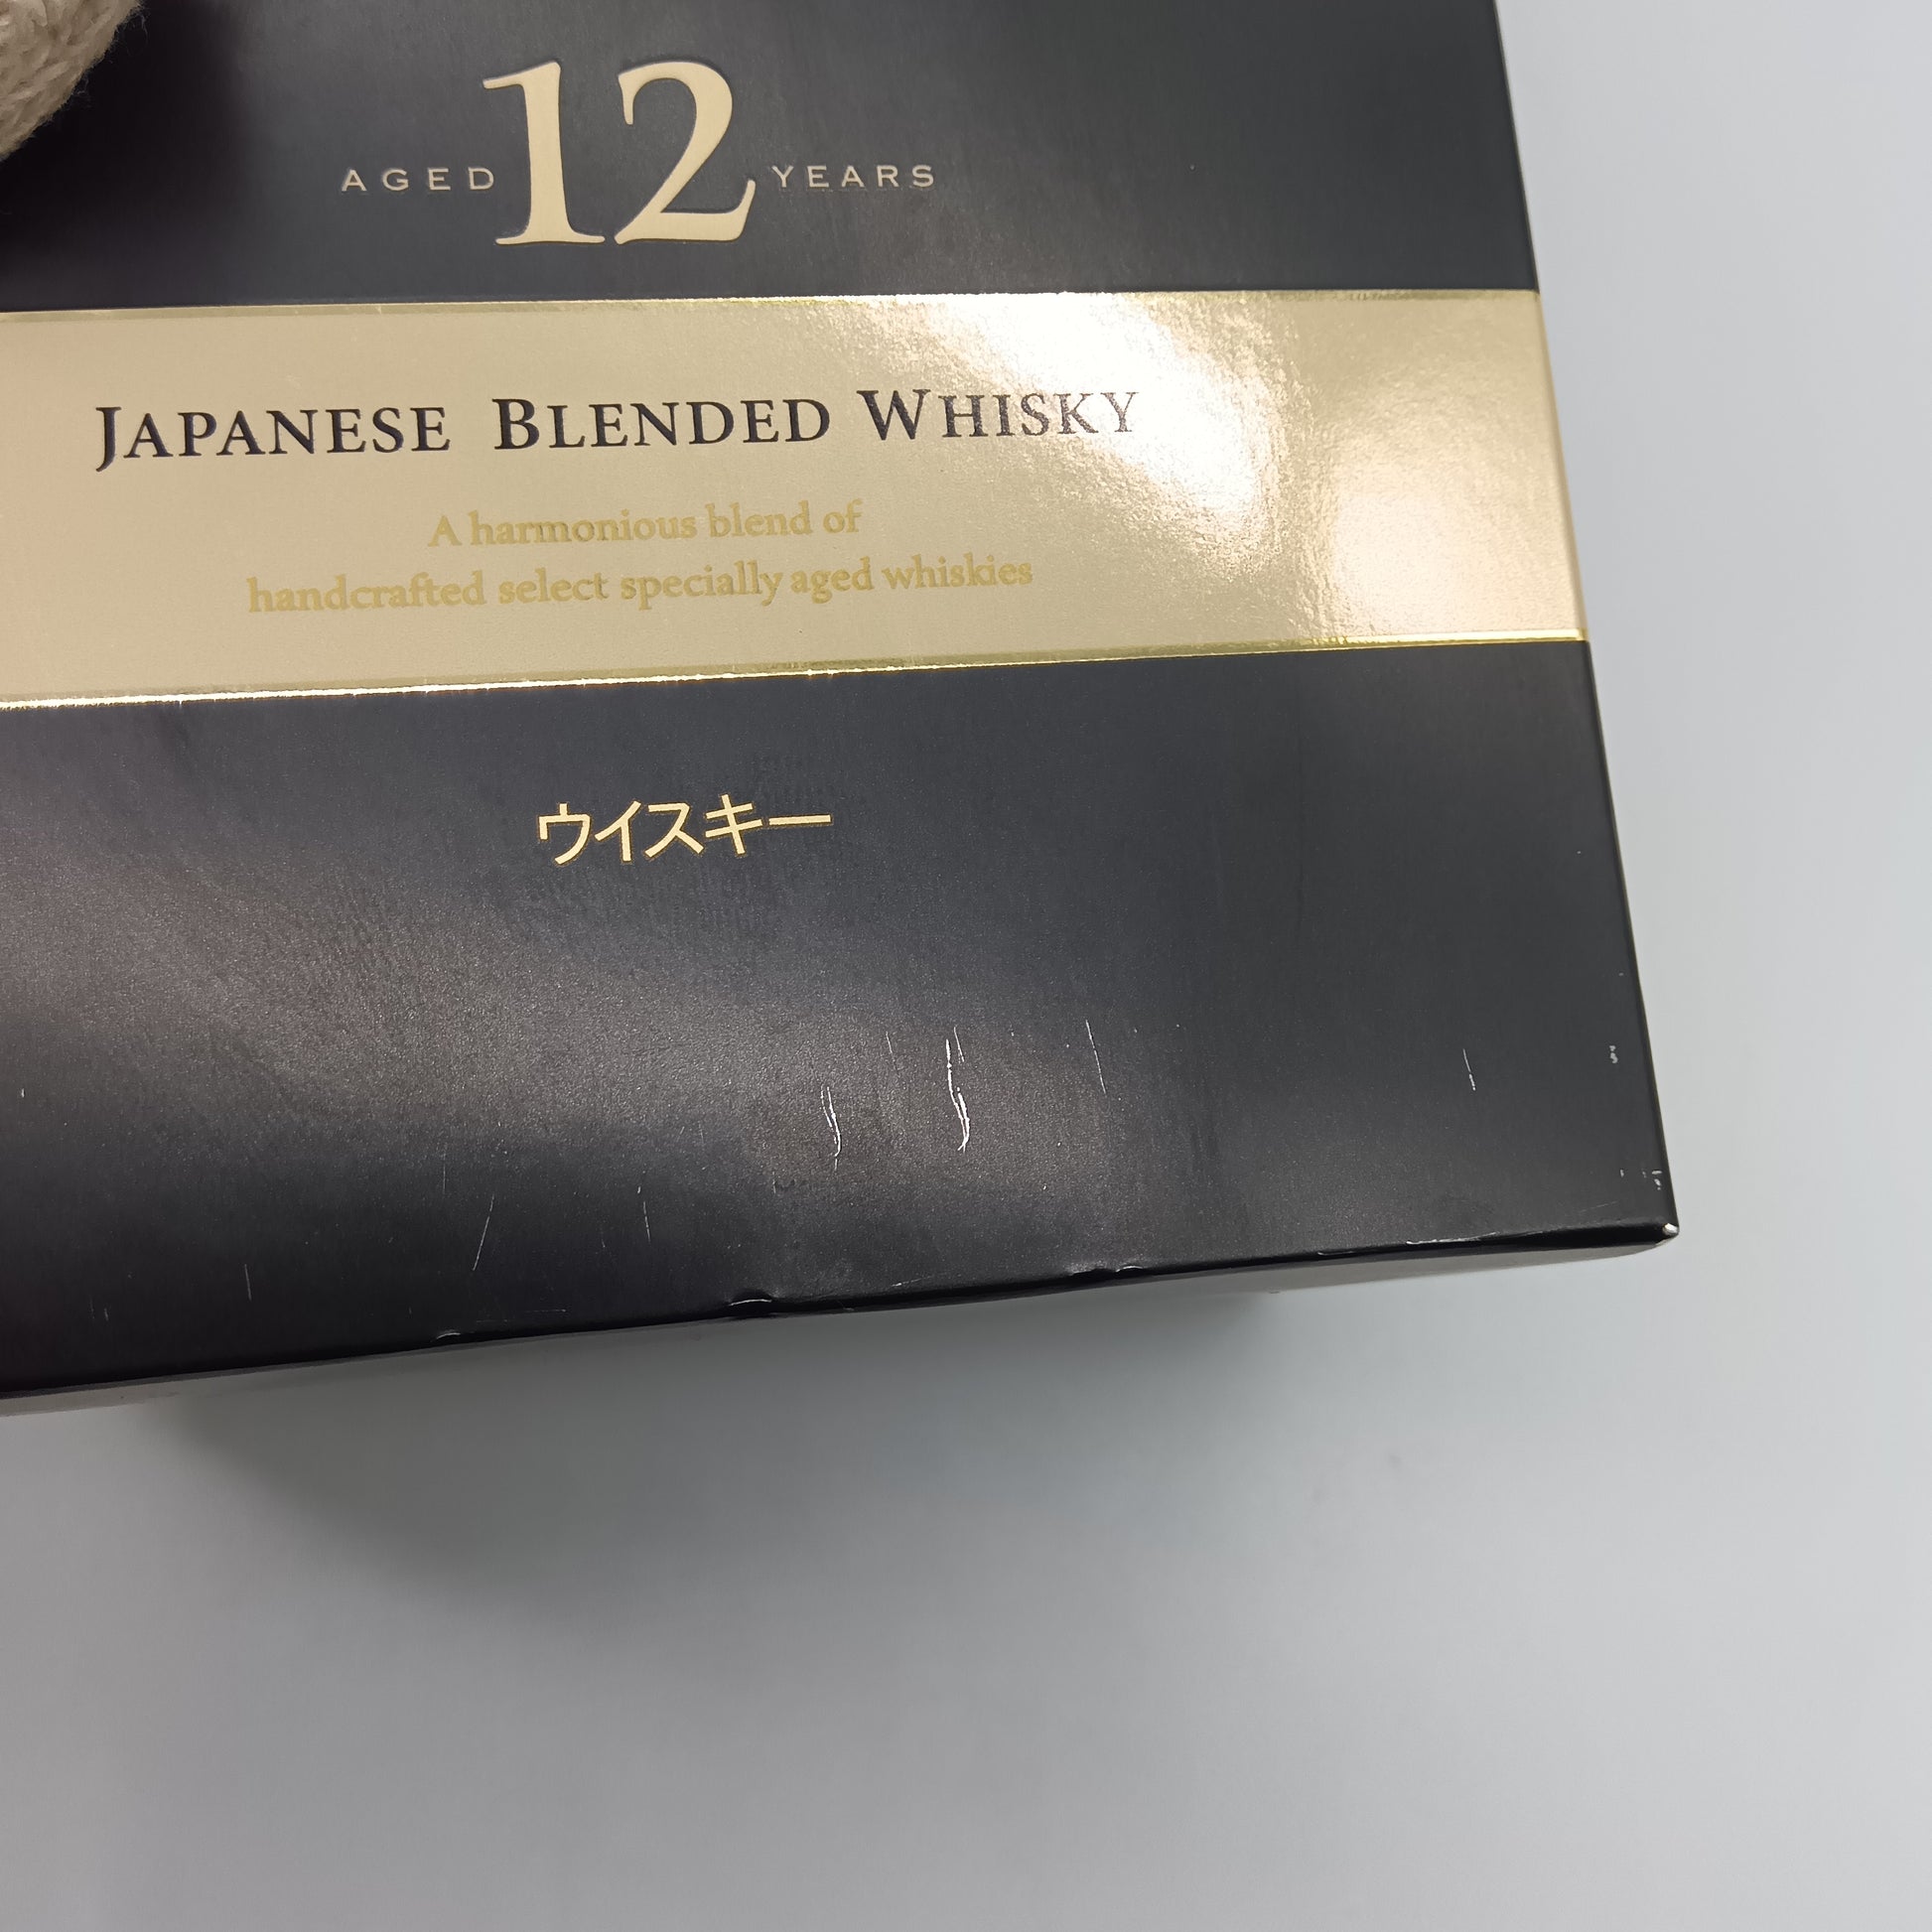 AGED 12 YEARS
JAPANESE BLENDED WHISKY
A harmonious blend of
handcrafted select specially aged whiskies
ウイスキー